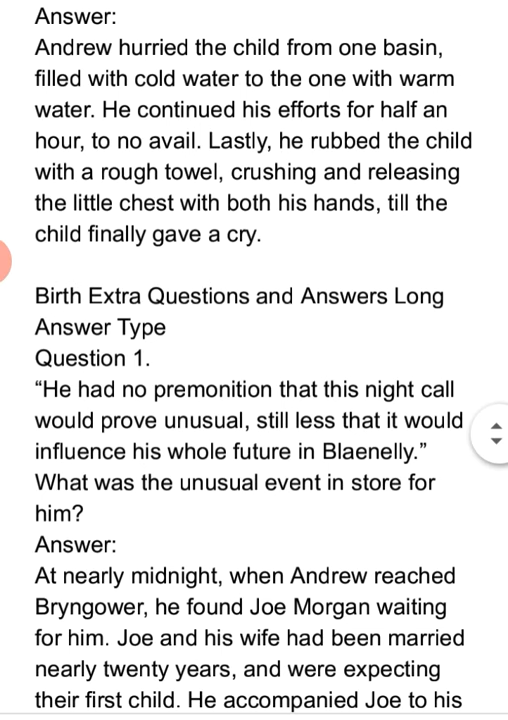 Answer:
Andrew hurried the child from one basin,
filled with cold water to the one with warm
water. He continued his efforts for half an
hour, to no avail. Lastly, he rubbed the child
with a rough towel, crushing and releasing
the little chest with both his hands, till the
child finally gave a cry.
Birth Extra Questions and Answers Long
Answer Type
Question 1.
“He had no premonition that this night call
would prove unusual, still less that it would
influence his whole future in Blaenelly.”
What was the unusual event in store for
him?
Answer:
At nearly midnight, when Andrew reached
Bryngower, he found Joe Morgan waiting
for him. Joe and his wife had been married
nearly twenty years, and were expecting
their first child. He accompanied Joe to his